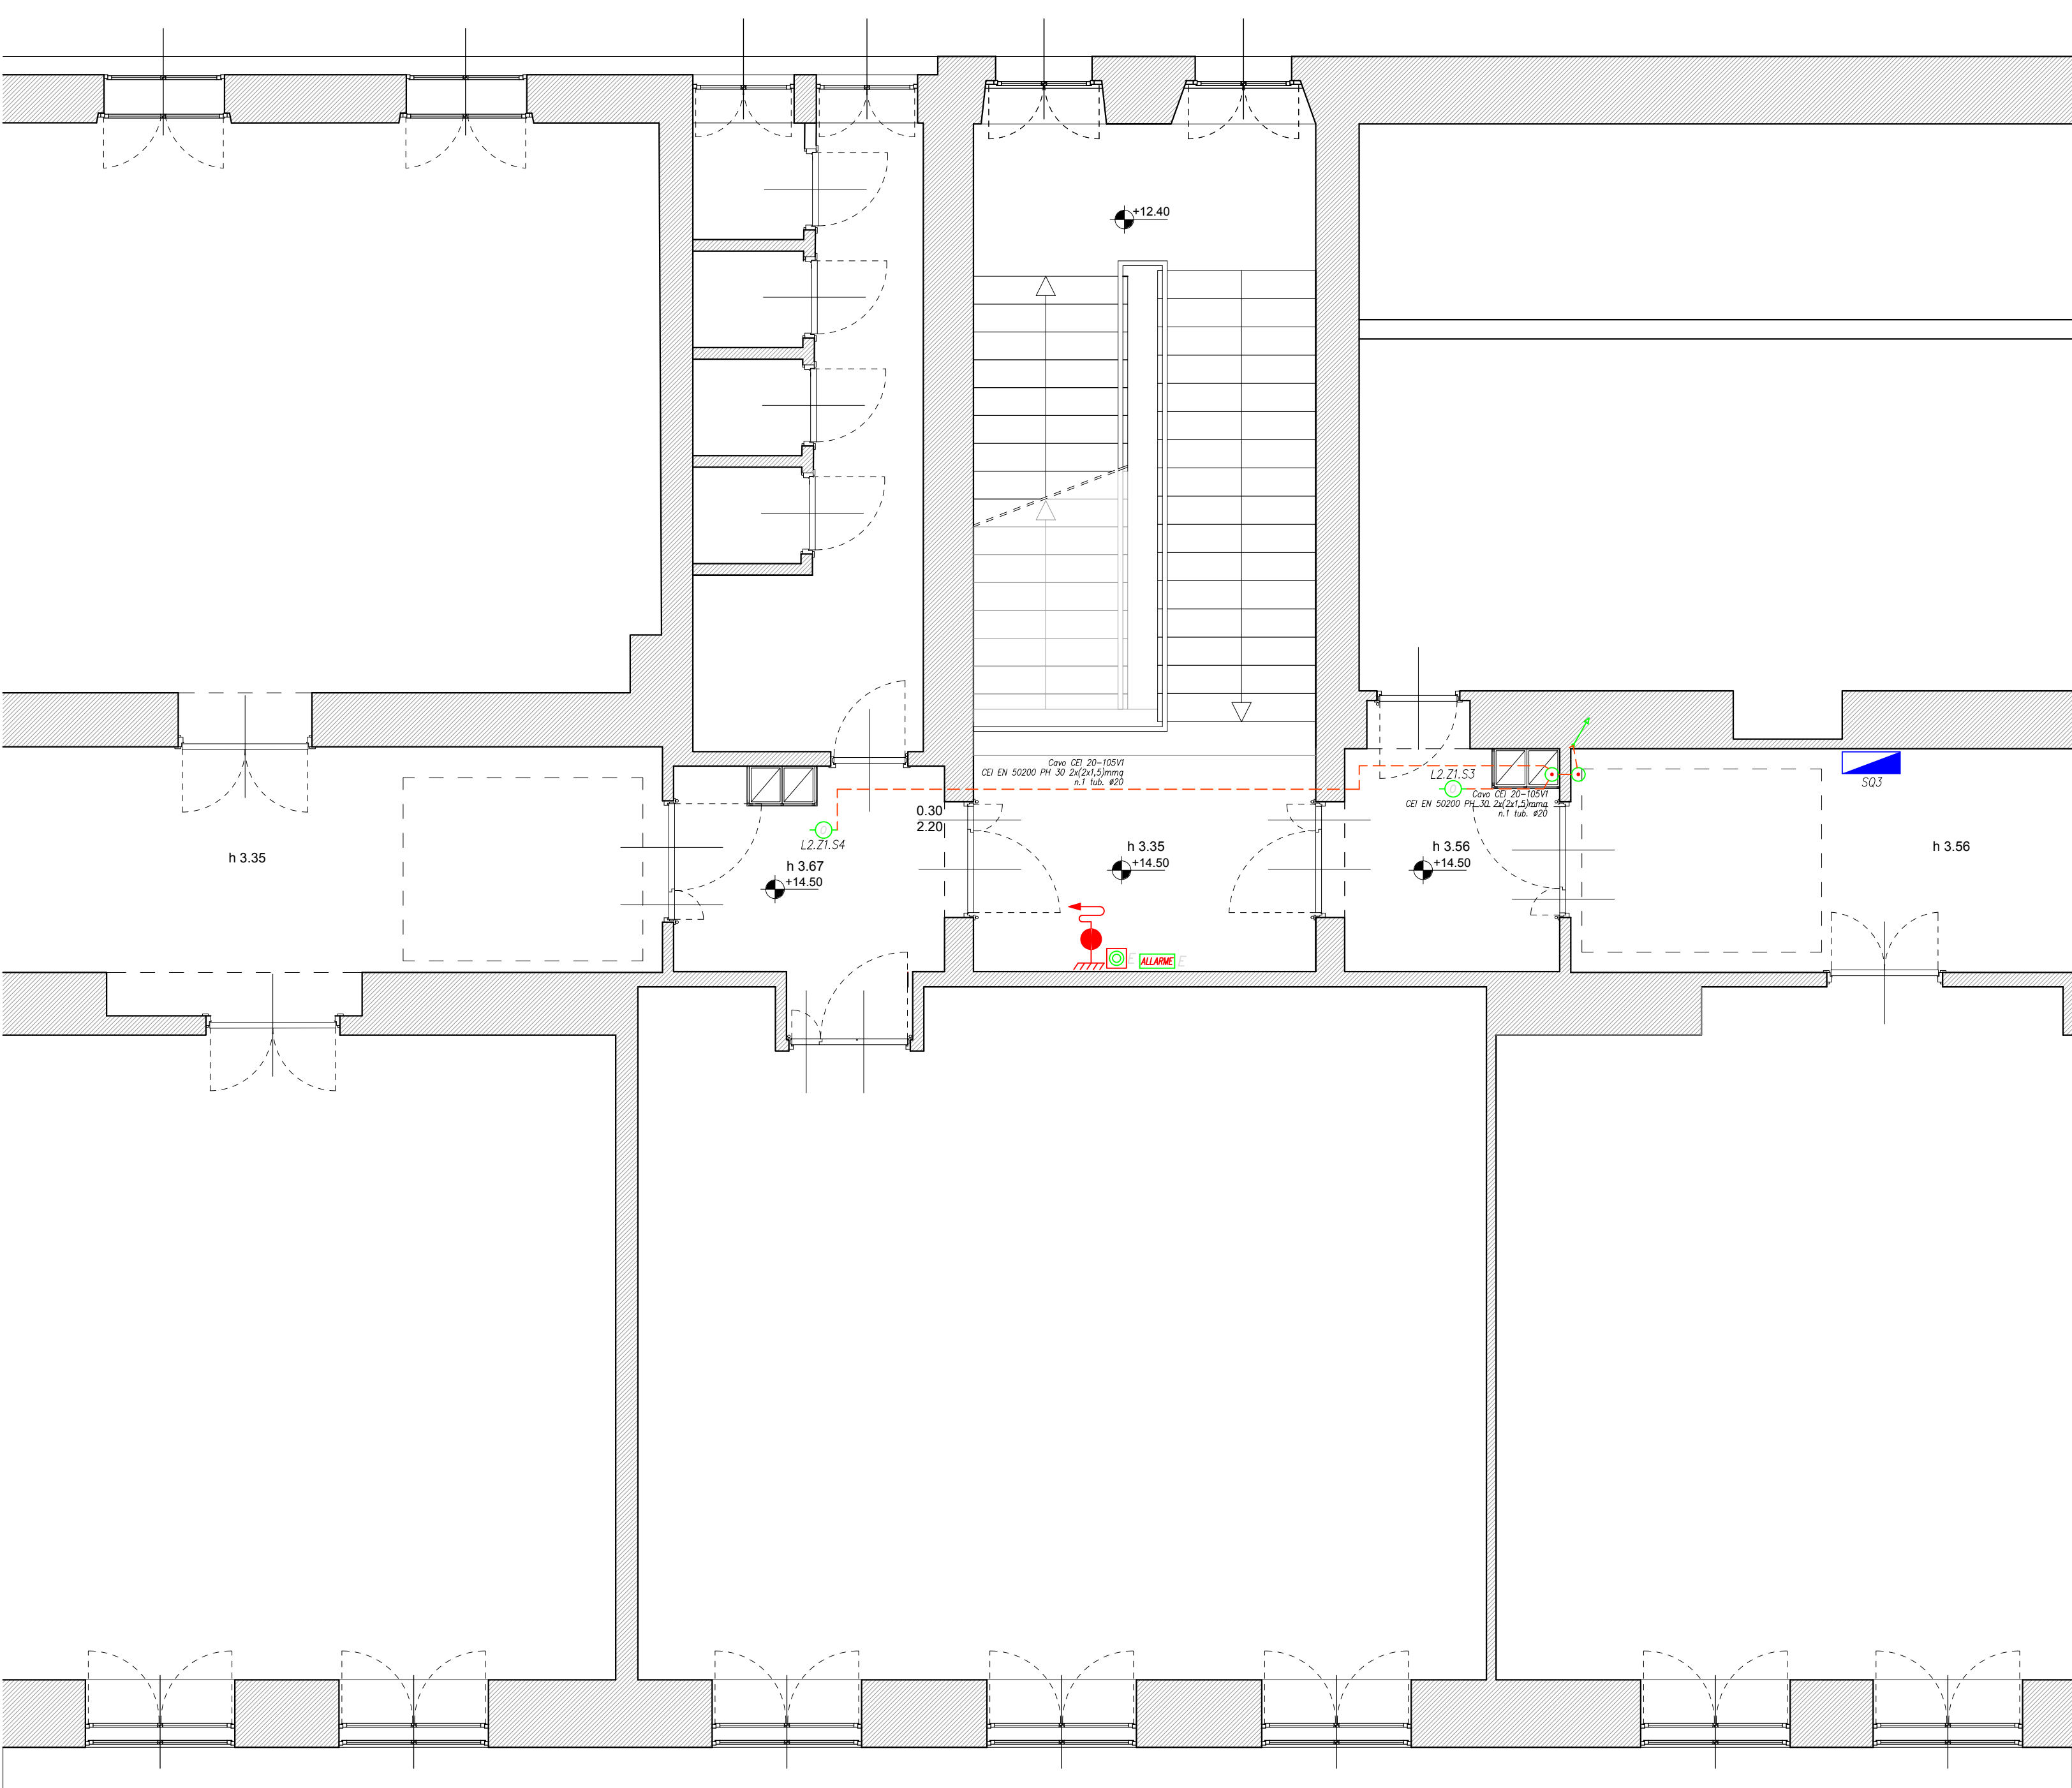 +12.40
Cavo CEI 20-105V1
CEI EN 50200 PH 30 2x(2x1,5)mmq
n.1 tub. ø20
L2.Z1.S3
SQ3
Cavo CEI 20-105V1
CEI EN 50200 PH 30 2x(2x1,5)mmq
n.1 tub. ø20
0.30
2.20
L2.Z1.S4
h 3.35
h 3.67
+14.50
h 3.35
+14.50
h 3.56
+14.50
h 3.56
E ALLARME E